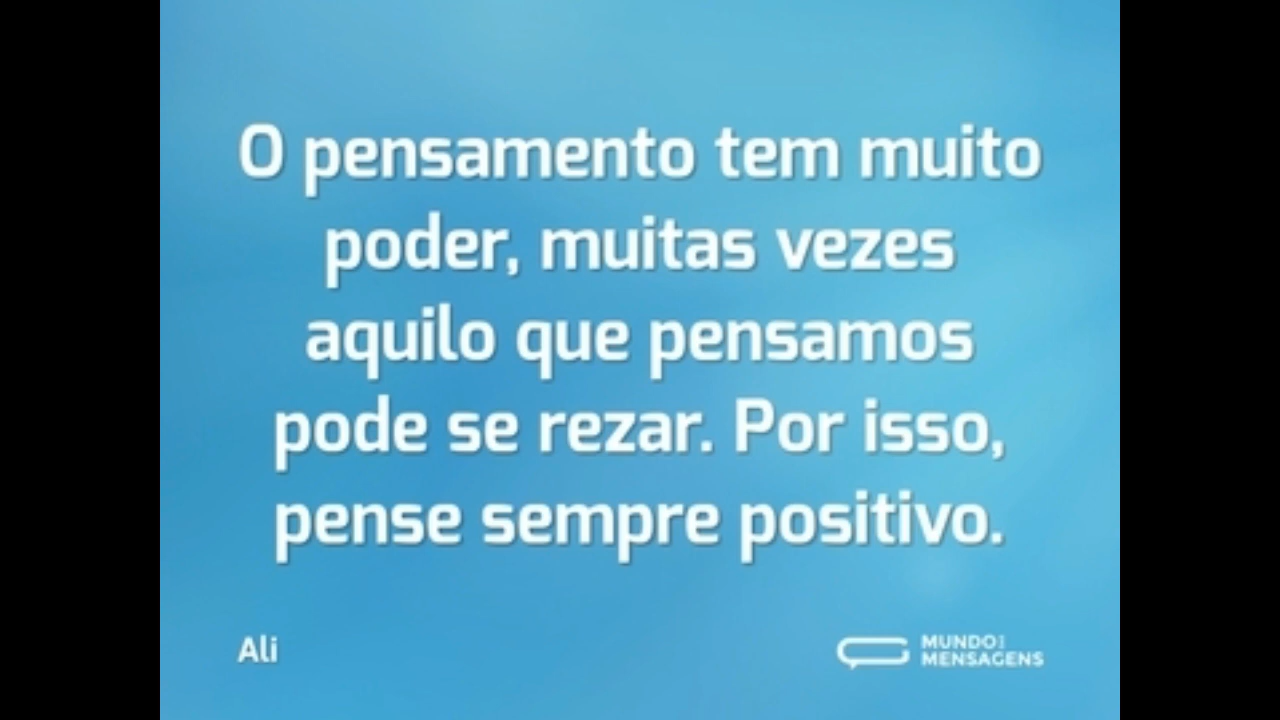 O pensamento tem muito
poder, muitas vezes
aquilo que pensamos
pode se rezar. Por isso,
pense sempre positivo.
Ali
MUNDO DAS
MENSAGENS